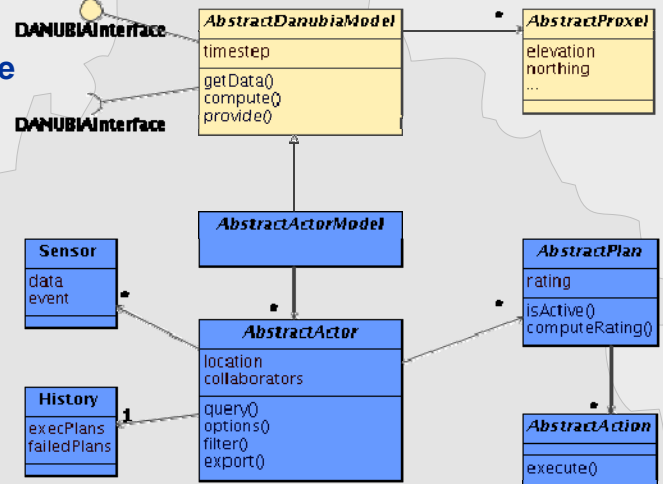 DANUBIAInterface
e
DANUBIAInterface
AbstractDanubiaModel
timestep
getData()
compute()
provide()
*
AbstractProxel
elevation
northing
...
AbstractActorModel
Sensor
data
event
*
*
AbstractActor
location
collaborators
query()
options()
filter()
export()
History
execPlans
failedPlans
1
*
AbstractPlan
rating
isActive()
computeRating()
*
AbstractAction
execute()